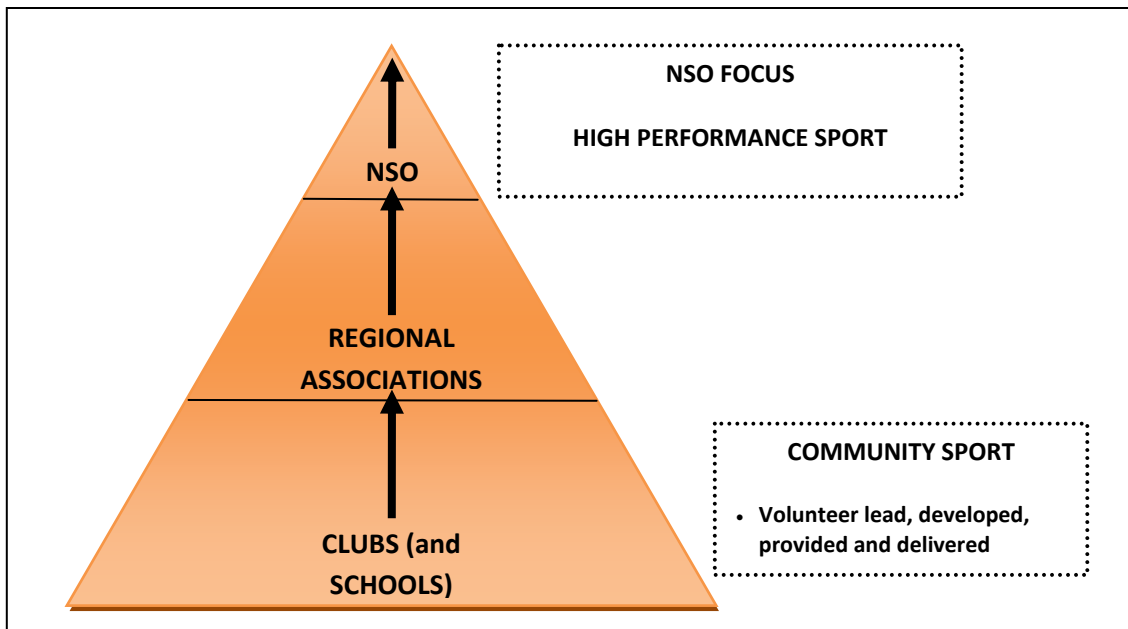 NSO FOCUS
HIGH PERFORMANCE SPORT
NSO
REGIONAL
ASSOCIATIONS
COMMUNITY SPORT
• Volunteer lead, developed,
provided and delivered
CLUBS (and
SCHOOLS)